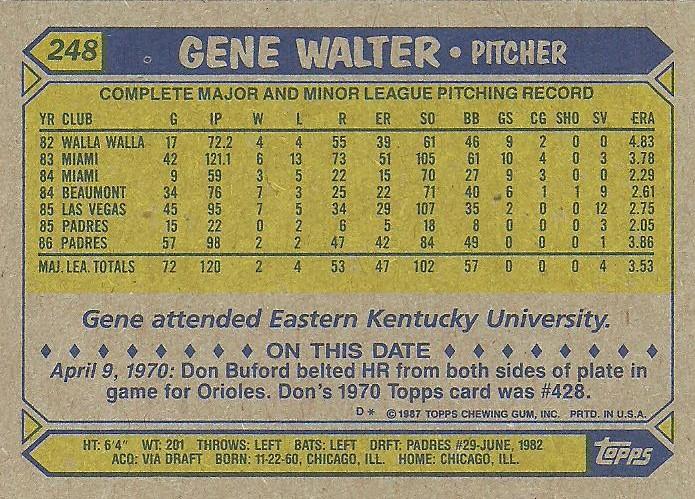 248 GENE WALTER • PITCHER
COMPLETE MAJOR AND MINOR LEAGUE PITCHING RECORD
YR CLUB G IP W L R ER SO BB GS CG SHO SV ERA
82 WALLA WALLA 17 72.2 4 4 55 39 61 46 9 2 0 0 4.83
83 MIAMI 42 121.1 6 13 73 51 105 61 10 4 0 3 3.78
84 MIAMI 9 59 3 5 22 15 70 27 9 3 0 0 2.29
84 BEAUMONT 34 76 7 3 25 22 71 40 6 1 1 9 2.61
85 LAS VEGAS 45 95 7 5 34 29 107 35 2 0 0 12 2.75
85 PADRES 15 22 0 2 6 5 18 8 0 0 0 3 2.05
86 PADRES 57 98 2 2 47 42 84 49 0 0 0 1 3.86
MAJ. LEA. TOTALS 72 120 2 4 53 47 102 57 0 0 0 4 3.53
Gene attended Eastern Kentucky University.
♦ ♦ ♦ ♦ ♦ ♦ ♦ ♦ ON THIS DATE ♦ ♦ ♦ ♦ ♦ ♦ ♦ ♦
April 9, 1970: Don Buford belted HR from both sides of plate in
game for Orioles. Don's 1970 Topps card was #428.
D* ©1987 TOPPS CHEWING GUM, INC. PRTD. IN U.S.A.
HT: 6'4" WT: 201 THROWS: LEFT BATS: LEFT DRFT: PADRES #29-JUNE, 1982
ACQ: VIA DRAFT BORN: 11-22-60, CHICAGO, ILL. HOME: CHICAGO, ILL.
topps